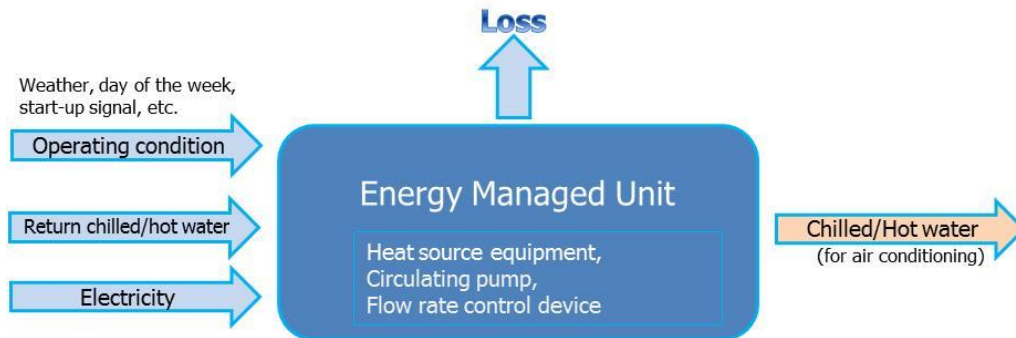 Loss
Weather, day of the week,
start-up signal, etc.
Operating condition
Return chilled/hot water
Electricity
Energy Managed Unit
Heat source equipment,
Circulating pump,
Flow rate control device
Chilled/Hot water
(for air conditioning)